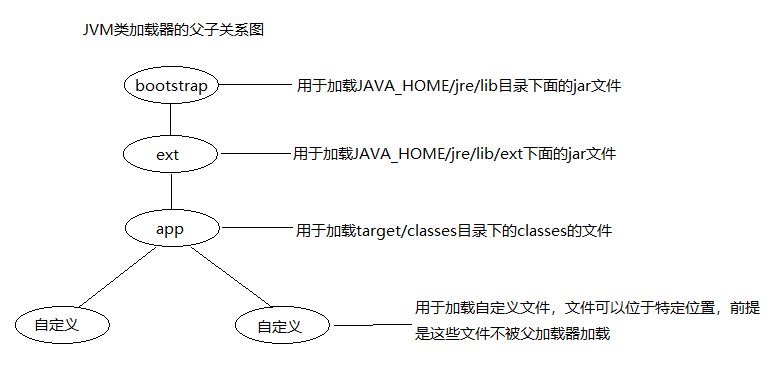 JVM类加载器的父子关系图
bootstrap
用于加载JAVA_HOME/jre/lib目录下面的jar文件
ext
用于加载JAVA_HOME/jre/lib/ext下面的jar文件
app
用于加载target/classes目录下的classes的文件
自定义
自定义
用于加载自定义文件，文件可以位于特定位置，前提
是这些文件不被父加载器加载